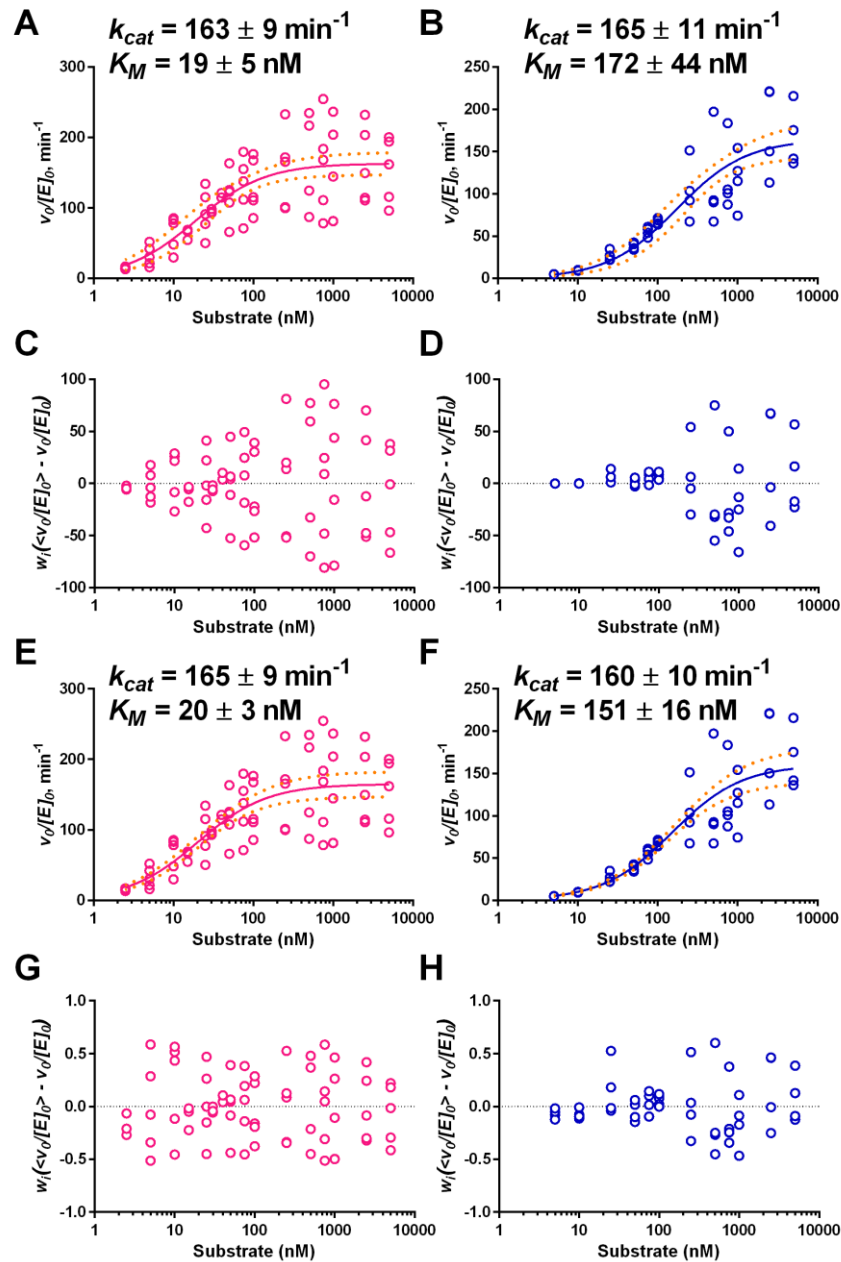 A
k_cat = 163 ± 9 min⁻¹
K_M = 19 ± 5 nM
v₀/[E]₀, min⁻¹
300
200
100
0
1 10 100 1000 10000
Substrate (nM)
B
k_cat = 165 ± 11 min⁻¹
K_M = 172 ± 44 nM
v₀/[E]₀, min⁻¹
250
200
150
100
50
0
1 10 100 1000 10000
Substrate (nM)
C
wᵢ(<v₀/[E]₀> - v₀/[E]₀)
100
50
0
-50
-100
1 10 100 1000 10000
Substrate (nM)
D
wᵢ(<v₀/[E]₀> - v₀/[E]₀)
100
50
0
-50
-100
1 10 100 1000 10000
Substrate (nM)
E
k_cat = 165 ± 9 min⁻¹
K_M = 20 ± 3 nM
v₀/[E]₀, min⁻¹
300
200
100
0
1 10 100 1000 10000
Substrate (nM)
F
k_cat = 160 ± 10 min⁻¹
K_M = 151 ± 16 nM
v₀/[E]₀, min⁻¹
250
200
150
100
50
0
1 10 100 1000 10000
Substrate (nM)
G
wᵢ(<v₀/[E]₀> - v₀/[E]₀)
1.0
0.5
0.0
-0.5
-1.0
1 10 100 1000 10000
Substrate (nM)
H
wᵢ(<v₀/[E]₀> - v₀/[E]₀)
1.0
0.5
0.0
-0.5
-1.0
1 10 100 1000 10000
Substrate (nM)